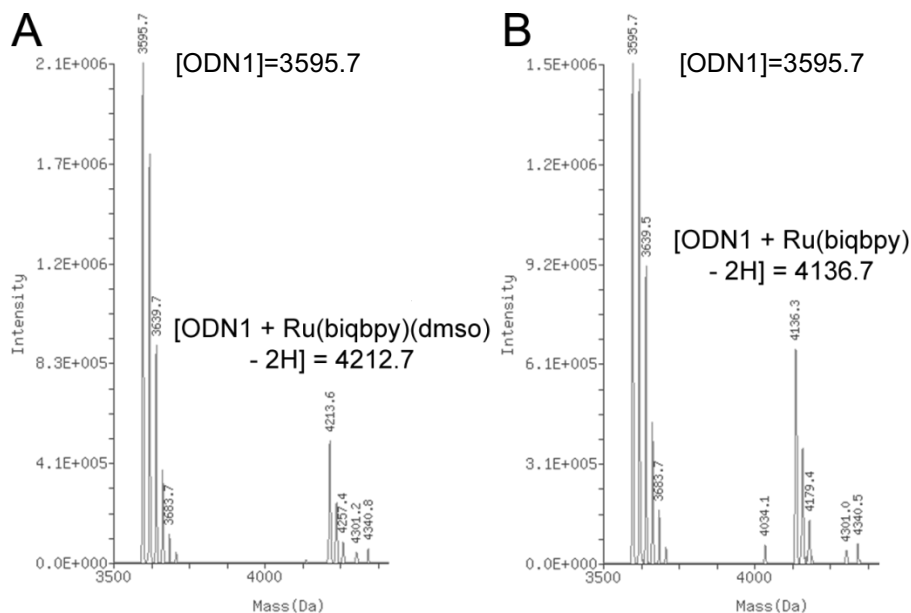 A
[ODN1]=3595.7
3595.7
2.1E+006
1.7E+006
1.2E+006
8.3E+005
4.1E+005
0.0E+000
Intensity
3639.7
3683.7
[ODN1 + Ru(biqbpy)(dmso)
- 2H] = 4212.7
4213.6
4257.4
4301.2
4340.8
3500
4000
Mass(Da)
B
[ODN1]=3595.7
3595.7
1.5E+006
1.2E+006
9.2E+005
6.1E+005
3.1E+005
0.0E+000
Intensity
3639.5
3683.7
[ODN1 + Ru(biqbpy)
- 2H] = 4136.7
4034.1
4136.3
4179.4
4301.0
4340.5
3500
4000
Mass(Da)